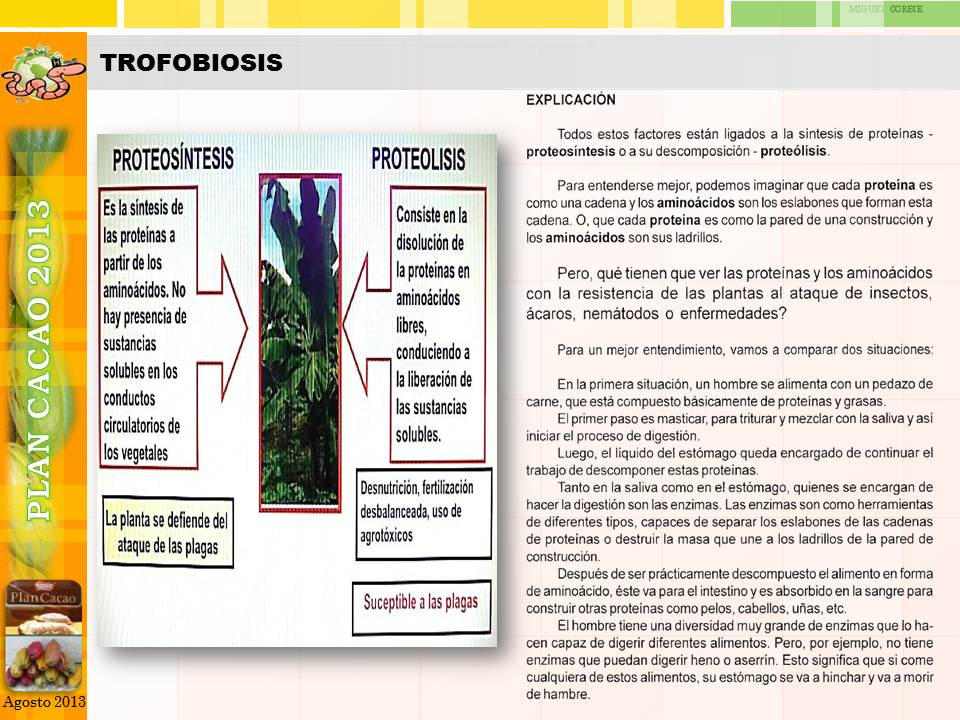 MIGUEL CORBIE
TROFOBIOSIS
PLAN CACAO 2013
Plan Cacao
Agosto 2013
PROTEOSÍNTESIS
Es la síntesis de
las proteínas a
partir de los
aminoácidos. No
hay presencia de
sustancias
solubles en los
conductos
circulatorios de
los vegetales
La planta se defiende del
ataque de las plagas
PROTEOLISIS
Consiste en la
disolución de
la proteínas en
aminoácidos
libres,
conduciendo a
la liberación de
las sustancias
solubles.
Desnutrición, fertilización
desbalanceada, uso de
agrotóxicos
Suceptible a las plagas
EXPLICACIÓN
Todos estos factores están ligados a la síntesis de proteínas -
proteosíntesis o a su descomposición - proteólisis.
Para entenderse mejor, podemos imaginar que cada proteína es
como una cadena y los aminoácidos son los eslabones que forman esta
cadena. O, que cada proteina es como la pared de una construcción y
los aminoácidos son sus ladrillos.
Pero, qué tienen que ver las proteínas y los aminoácidos
con la resistencia de las plantas al ataque de insectos,
ácaros, nemátodos o enfermedades?
Para un mejor entendimiento, vamos a comparar dos situaciones:
En la primera situación, un hombre se alimenta con un pedazo de
carne, que está compuesto básicamente de proteínas y grasas.
El primer paso es masticar, para triturar y mezclar con la saliva y así
iniciar el proceso de digestión.
Luego, el líquido del estómago queda encargado de continuar el
trabajo de descomponer estas proteinas.
Tanto en la saliva como en el estómago, quienes se encargan de
hacer la digestión son las enzimas. Las enzimas son como herramientas
de diferentes tipos, capaces de separar los eslabones de las cadenas
de proteínas o destruir la masa que une a los ladrillos de la pared de
construcción.
Después de ser prácticamente descompuesto el alimento en forma
de aminoácido, éste va para el intestino y es absorbido en la sangre para
construir otras proteínas como pelos, cabellos, uñas, etc.
El hombre tiene una diversidad muy grande de enzimas que lo ha-
cen capaz de digerir diferentes alimentos. Pero, por ejemplo, no tiene
enzimas que puedan digerir heno o aserrín. Esto significa que si come
cualquiera de estos alimentos, su estómago se va a hinchar y va a morir
de hambre.